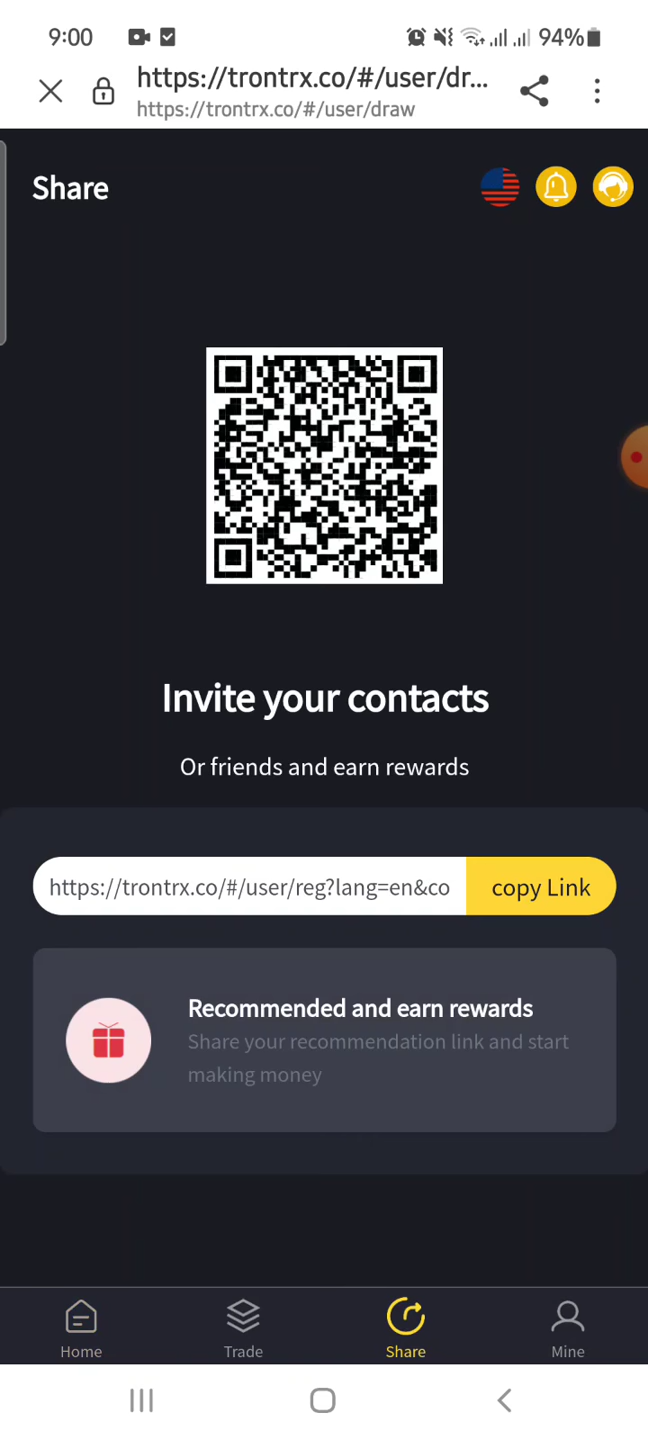 9:00
94%
https://trontrx.co/#/user/dr...
https://trontrx.co/#/user/draw
Share
Invite your contacts
Or friends and earn rewards
https://trontrx.co/#/user/reg?lang=en&co
copy Link
Recommended and earn rewards
Share your recommendation link and start
making money
Home
Trade
Share
Mine